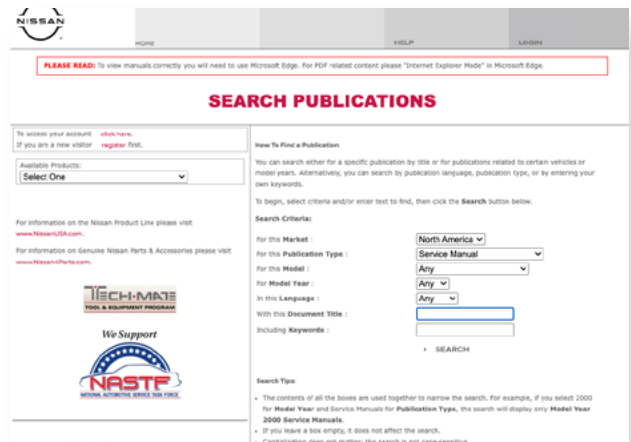 NISSAN
HOME
HELP
LOGIN
PLEASE READ: To view manuals correctly you will need to use Microsoft Edge. For PDF related content please "Internet Explorer Mode" in Microsoft Edge.
SEARCH PUBLICATIONS
To access your account click here.
If you are a new visitor register first.
Available Products:
Select One
For information on the Nissan Product Line please visit
www.NissanUSA.com.
For information on Genuine Nissan Parts & Accessories please visit
www.Nissan4Parts.com.
TECH-MATE
TOOL & EQUIPMENT PROGRAM
We Support
NASTF
NATIONAL AUTOMOTIVE SERVICE TASK FORCE
How To Find a Publication
You can search either for a specific publication by title or for publications related to certain vehicles or
model years. Alternatively, you can search by publication language, publication type, or by entering your
own keywords.
To begin, select criteria and/or enter text to find, then click the Search button below.
Search Criteria:
For this Market : North America
For this Publication Type : Service Manual
For this Model : Any
For Model Year : Any
In this Language : Any
With this Document Title :
Including Keywords :
SEARCH
Search Tips:
• The contents of all the boxes are used together to narrow the search. For example, if you select 2000
for Model Year and Service Manuals for Publication Type, the search will display only Model Year
2000 Service Manuals.
• If you leave a box empty, it does not affect the search.
• Capitalization does not matter; the search is not case-sensitive.